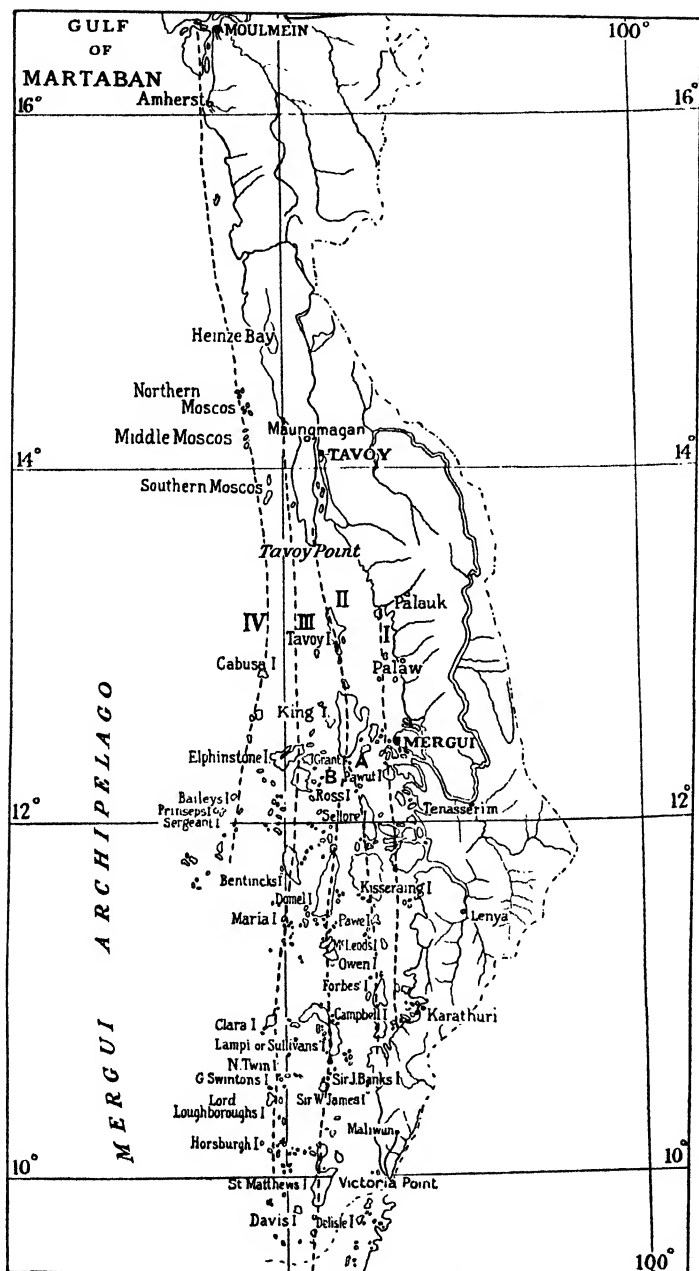 GULF
OF
MARTABAN
MOULMEIN
100°
Amherst
16°
16°
Heinze Bay
Northern
Moscos
Middle Moscos
Maungmagan
TAVOY
14°
14°
Southern Moscos
Tavoy Point
II
Palauk
IV
III
I
Tavoy I
Palaw
Cabusa I
King I
MERGUI
Elphinstone I
Grant I
A
B
Pawut I
Ross I
Baileys I
Prinseps I
Sergeant I
Sellore I
Tenasserim
12°
12°
Bentincks I
Kisseraing I
Domel I
Lenya
Maria I
Pawe I
McLeods I
Owen I
Forbes' I
Campbell I
Karathuri
Clara I
Lampi or Sullivans I
N. Twin I
G Swintons I
Sir J. Banks I
Lord
Loughboroughs I
Sir W James I
Maliwun
Horsburgh I
10°
10°
St Matthews I
Victoria Point
Davis I
Delisle I
100°
MERGUI ARCHIPELAGO